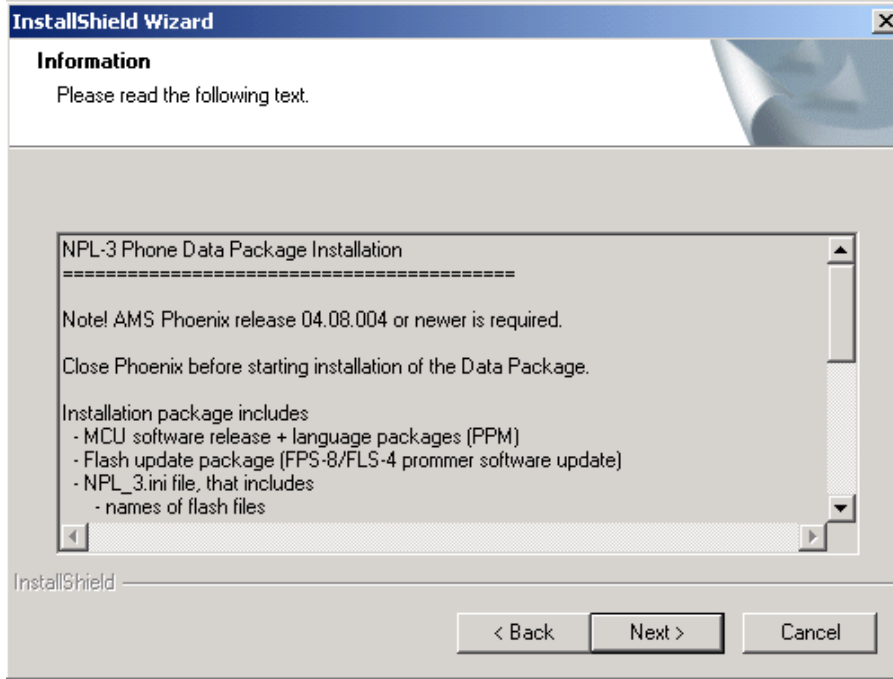 InstallShield Wizard
Information
Please read the following text.
NPL-3 Phone Data Package Installation
==========================================
Note! AMS Phoenix release 04.08.004 or newer is required.
Close Phoenix before starting installation of the Data Package.
Installation package includes
- MCU software release + language packages (PPM)
- Flash update package (FPS-8/FLS-4 prommer software update)
- NPL_3.ini file, that includes
- names of flash files
InstallShield
< Back
Next >
Cancel